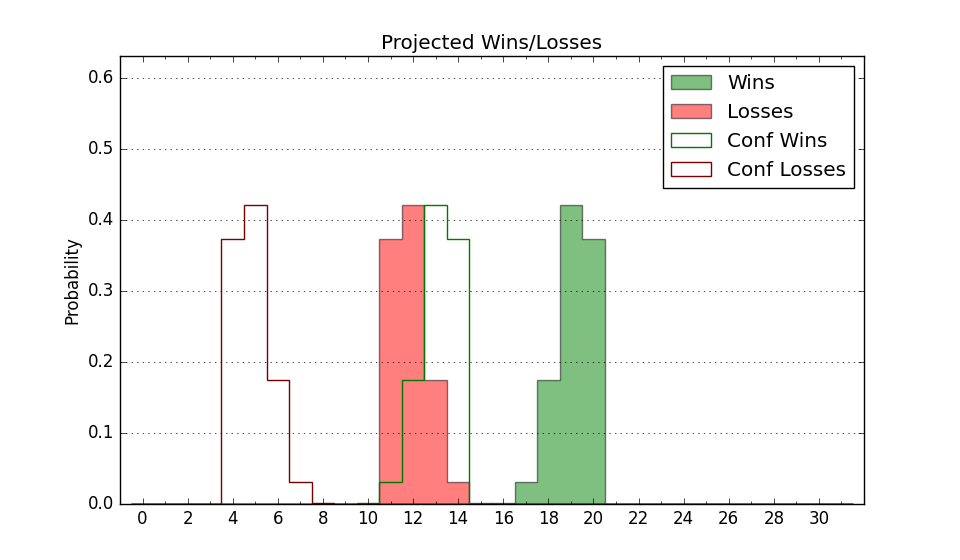 Projected Wins/Losses
Wins
Losses
Conf Wins
Conf Losses
Probability
0.6
0.5
0.4
0.3
0.2
0.1
0.0
0 2 4 6 8 10 12 14 16 18 20 22 24 26 28 30